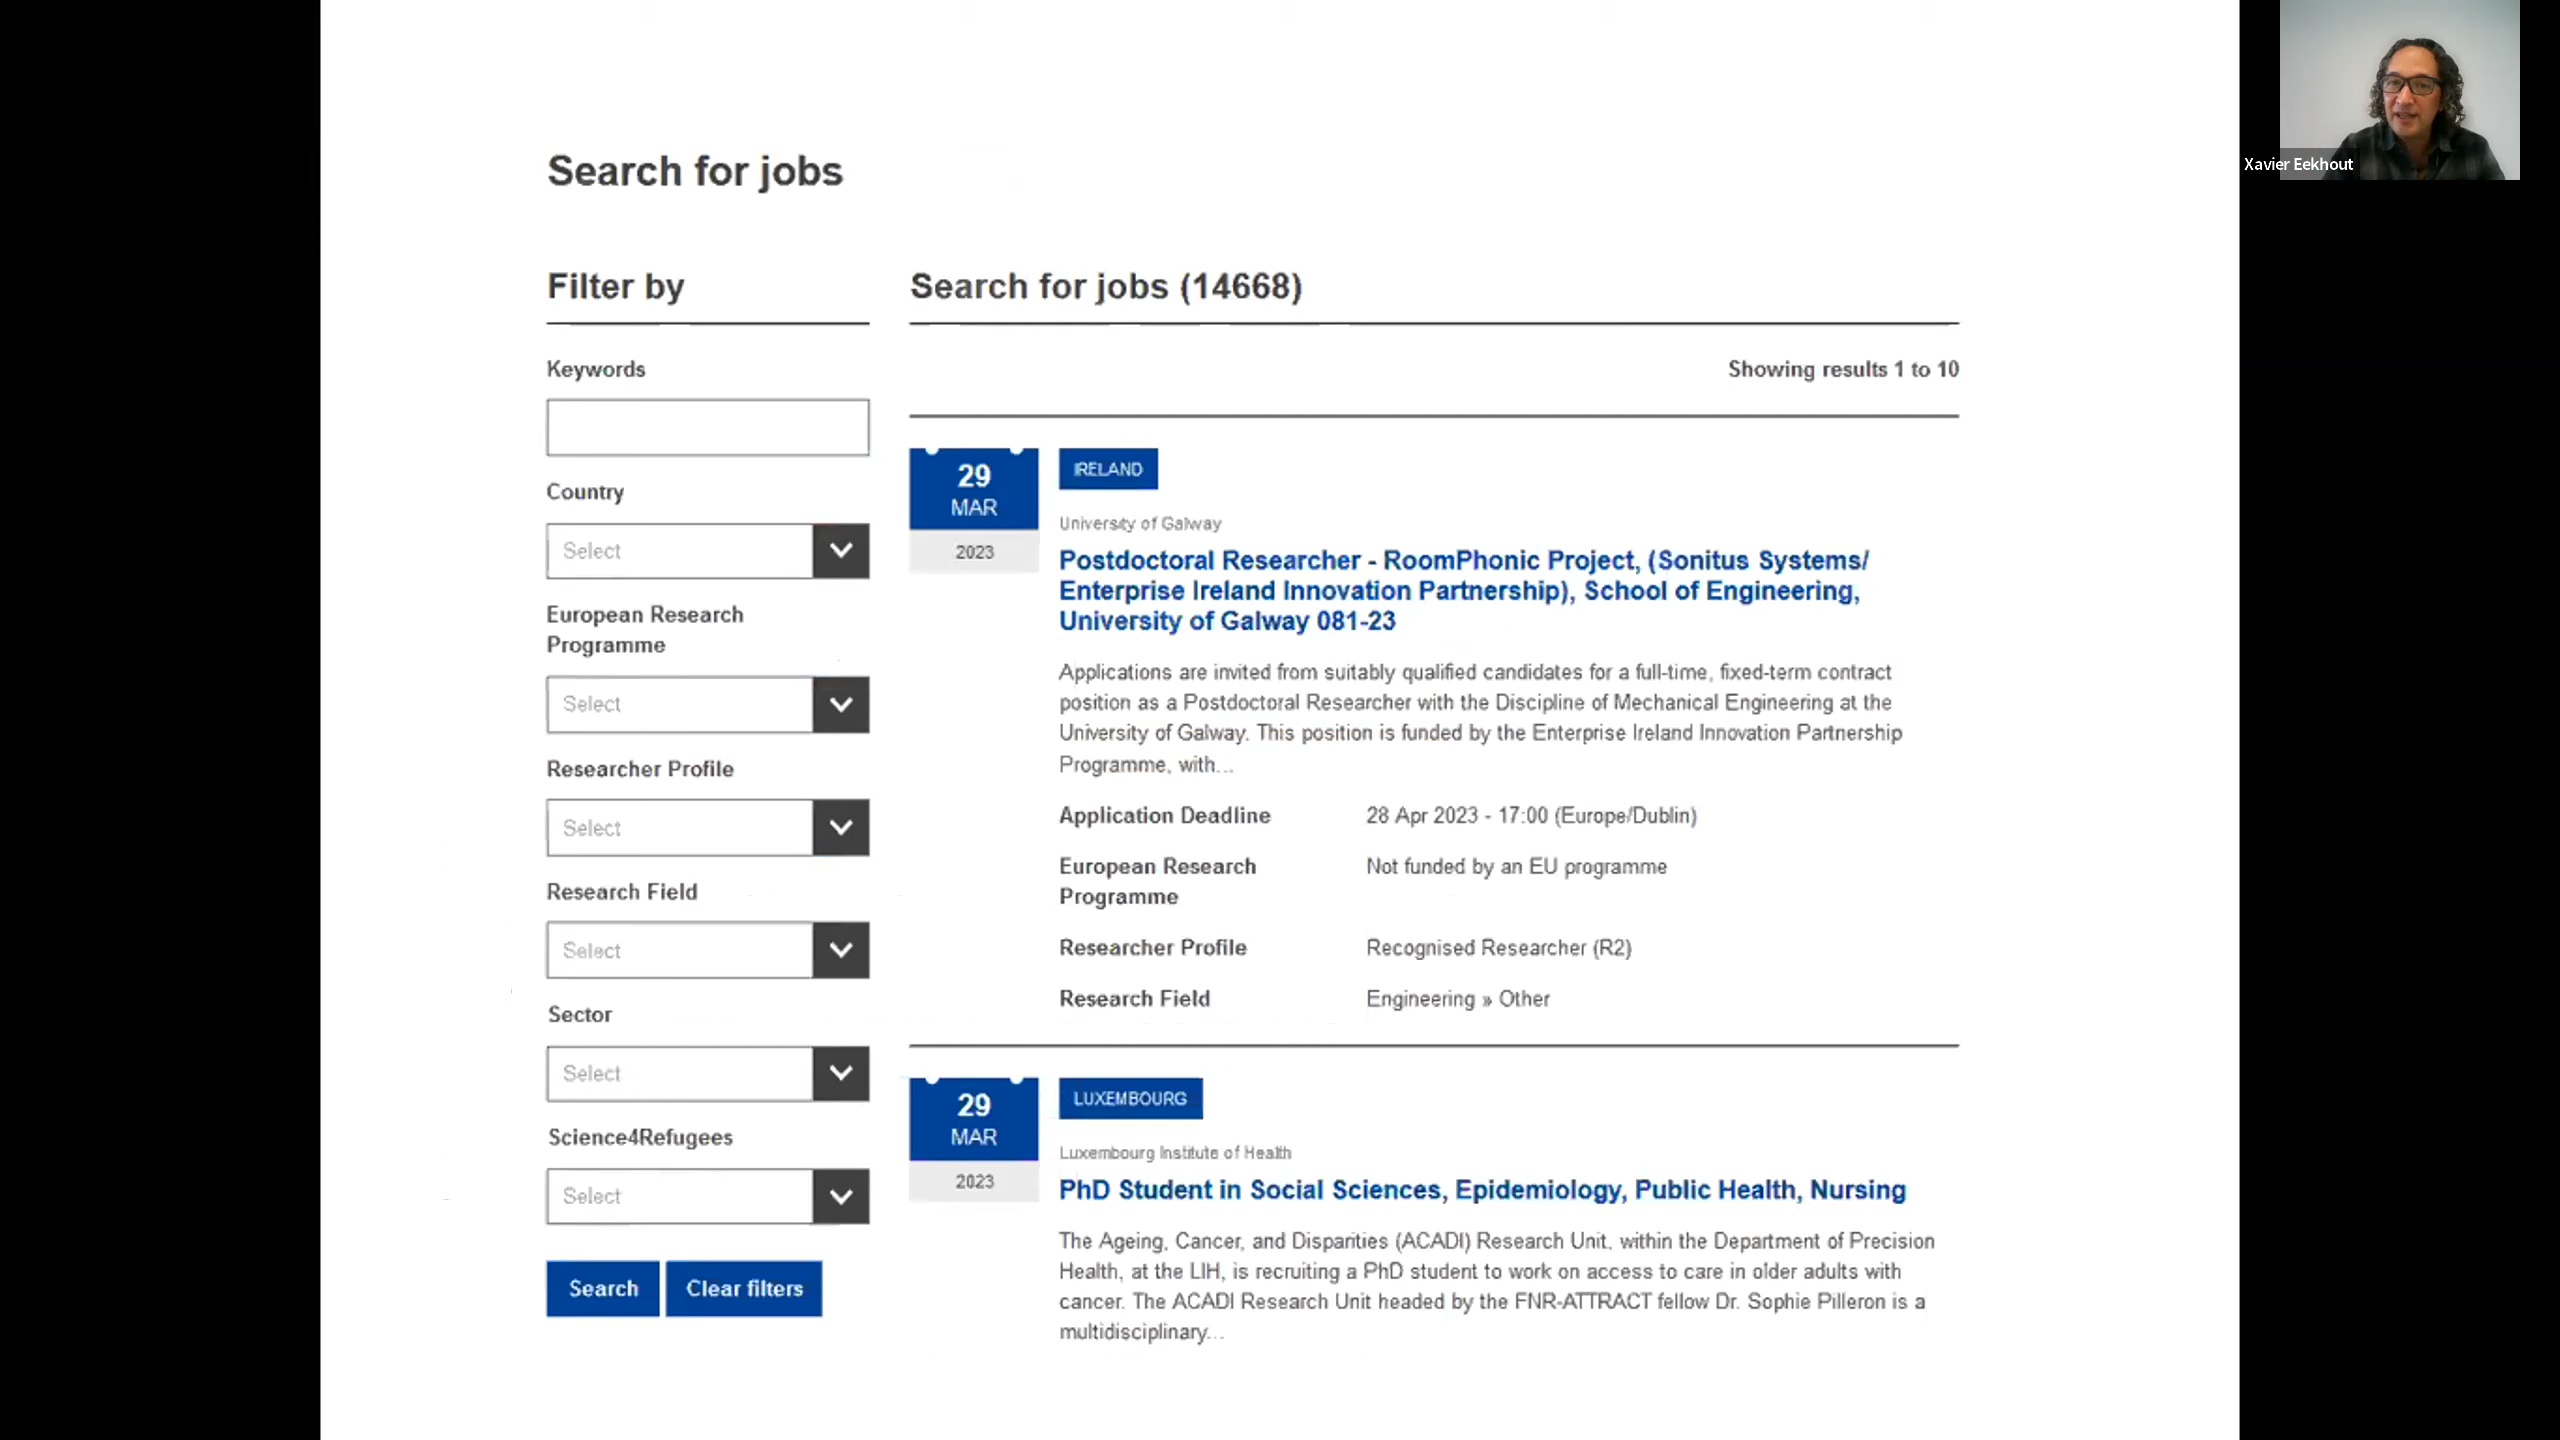 Xavier Eekhout
Search for jobs
Filter by
Keywords
Country
Select
European Research
Programme
Select
Researcher Profile
Select
Research Field
Select
Sector
Select
Science4Refugees
Select
Search
Clear filters
Search for jobs (14668)
Showing results 1 to 10
29
MAR
2023
IRELAND
University of Galway
Postdoctoral Researcher - RoomPhonic Project, (Sonitus Systems/
Enterprise Ireland Innovation Partnership), School of Engineering,
University of Galway 081-23
Applications are invited from suitably qualified candidates for a full-time, fixed-term contract
position as a Postdoctoral Researcher with the Discipline of Mechanical Engineering at the
University of Galway. This position is funded by the Enterprise Ireland Innovation Partnership
Programme, with...
Application Deadline 28 Apr 2023 - 17:00 (Europe/Dublin)
European Research Not funded by an EU programme
Programme
Researcher Profile Recognised Researcher (R2)
Research Field Engineering » Other
29
MAR
2023
LUXEMBOURG
Luxembourg Institute of Health
PhD Student in Social Sciences, Epidemiology, Public Health, Nursing
The Ageing, Cancer, and Disparities (ACADI) Research Unit, within the Department of Precision
Health, at the LIH, is recruiting a PhD student to work on access to care in older adults with
cancer. The ACADI Research Unit headed by the FNR-ATTRACT fellow Dr. Sophie Pilleron is a
multidisciplinary...